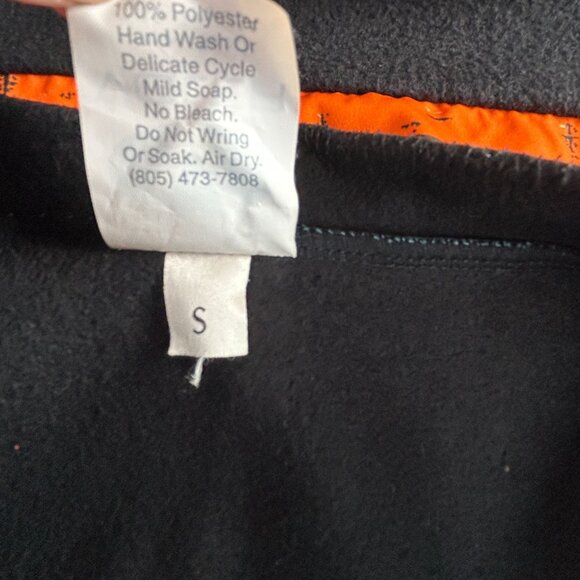 100% Polyester
Hand Wash Or
Delicate Cycle
Mild Soap.
No Bleach.
Do Not Wring
Or Soak. Air Dry.
(805) 473-7808
S